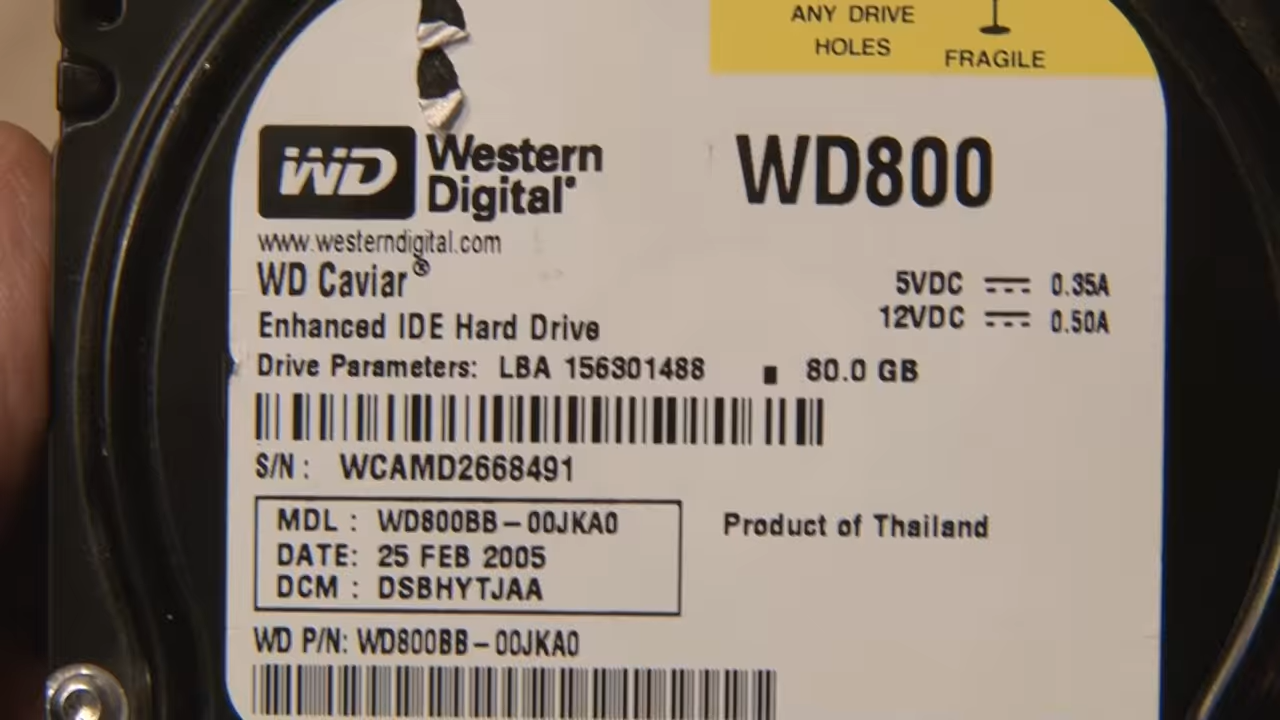 ANY DRIVE
HOLES
FRAGILE
WD
Western
Digital
WD800
www.westerndigital.com
WD Caviar®
Enhanced IDE Hard Drive
5VDC 0.35A
12VDC 0.50A
Drive Parameters: LBA 156301488 ▪ 80.0 GB
S/N: WCAMD2668491
MDL: WD800BB-00JKA0
DATE: 25 FEB 2005
DCM: DSBHYTJAA
Product of Thailand
WD P/N: WD800BB-00JKA0